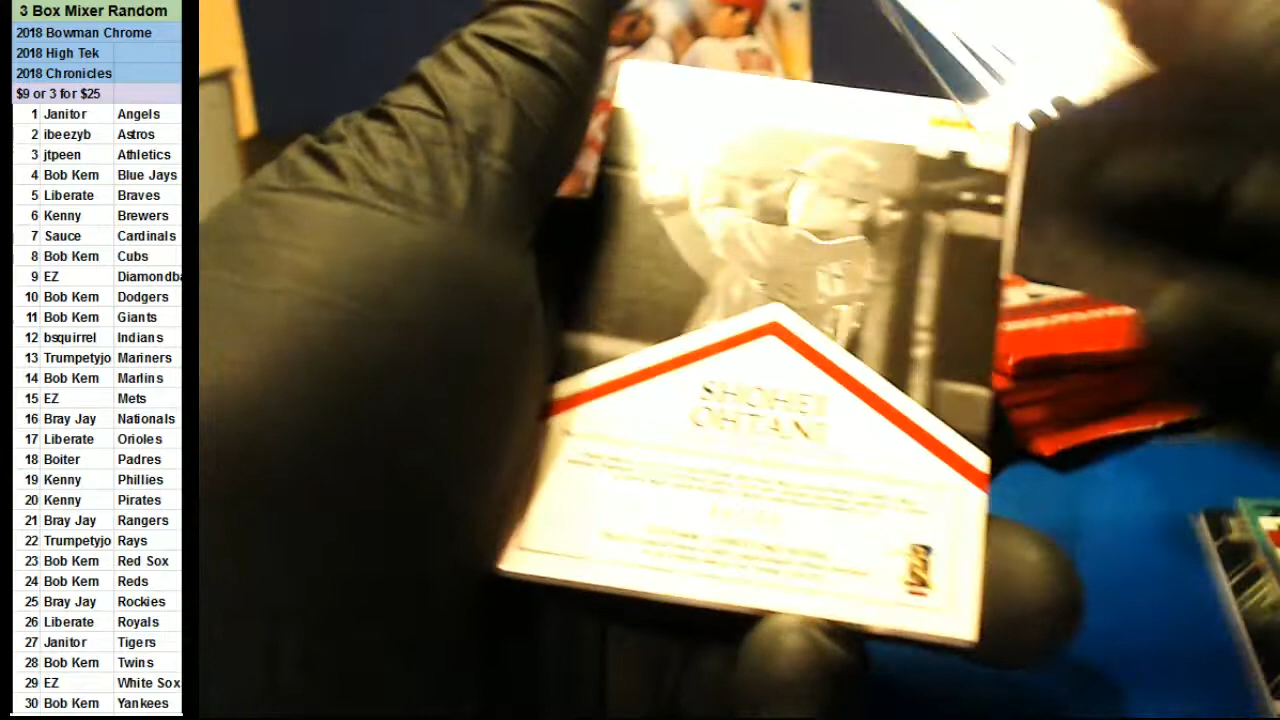 3 Box Mixer Random
2018 Bowman Chrome
2018 High Tek
2018 Chronicles
$9 or 3 for $25
1 Janitor Angels
2 ibeezyb Astros
3 jtpeen Athletics
4 Bob Kem Blue Jays
5 Liberate Braves
6 Kenny Brewers
7 Sauce Cardinals
8 Bob Kem Cubs
9 EZ Diamondba
10 Bob Kem Dodgers
11 Bob Kem Giants
12 bsquirrel Indians
13 Trumpetyjo Mariners
14 Bob Kem Marlins
15 EZ Mets
16 Bray Jay Nationals
17 Liberate Orioles
18 Boiter Padres
19 Kenny Phillies
20 Kenny Pirates
21 Bray Jay Rangers
22 Trumpetyjo Rays
23 Bob Kem Red Sox
24 Bob Kem Reds
25 Bray Jay Rockies
26 Liberate Royals
27 Janitor Tigers
28 Bob Kem Twins
29 EZ White Sox
30 Bob Kem Yankees
SHOHEI
OHTANI